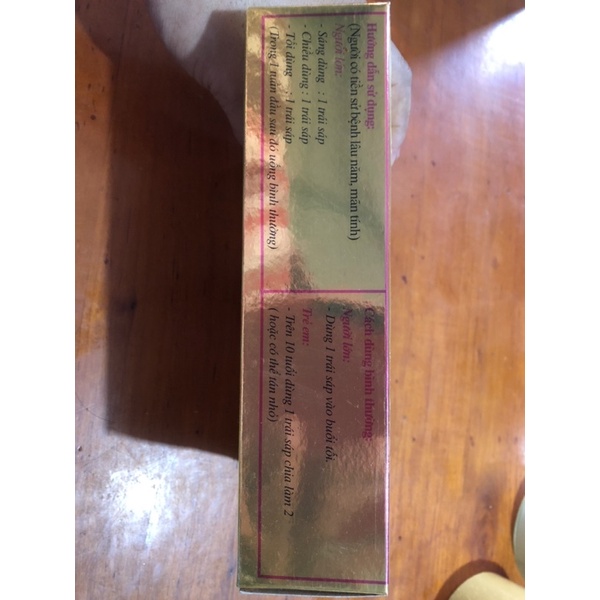 Hướng dẫn sử dụng:
(Người có tiền sử bệnh lâu năm, mãn tính)
Người lớn:
- Sáng dùng : 1 trái sáp
- Chiều dùng : 1 trái sáp
- Tối dùng : 1 trái sáp
(Trong 1 tuần đầu sau đó uống bình thường)
Cách dùng bình thường:
Người lớn:
- Dùng 1 trái sáp vào buổi tối.
Trẻ em:
- Trên 10 tuổi dùng 1 trái sáp chia làm 2
( hoặc có thể tán nhỏ)